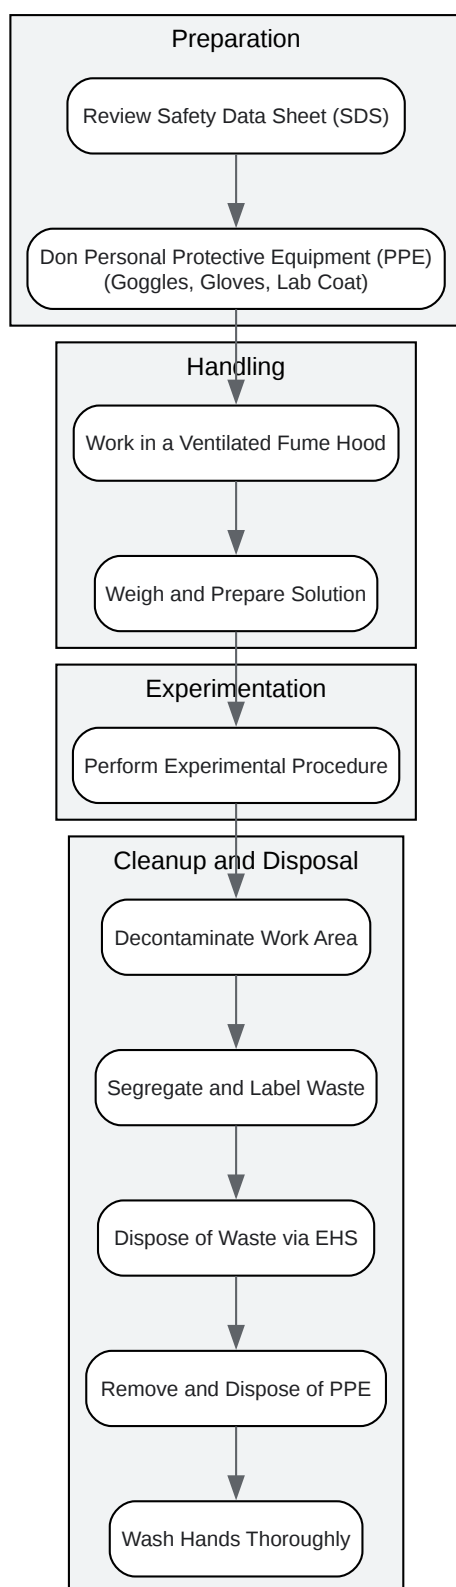 Preparation
Review Safety Data Sheet (SDS)
Don Personal Protective Equipment (PPE)
(Goggles, Gloves, Lab Coat)
Handling
Work in a Ventilated Fume Hood
Weigh and Prepare Solution
Experimentation
Perform Experimental Procedure
Cleanup and Disposal
Decontaminate Work Area
Segregate and Label Waste
Dispose of Waste via EHS
Remove and Dispose of PPE
Wash Hands Thoroughly